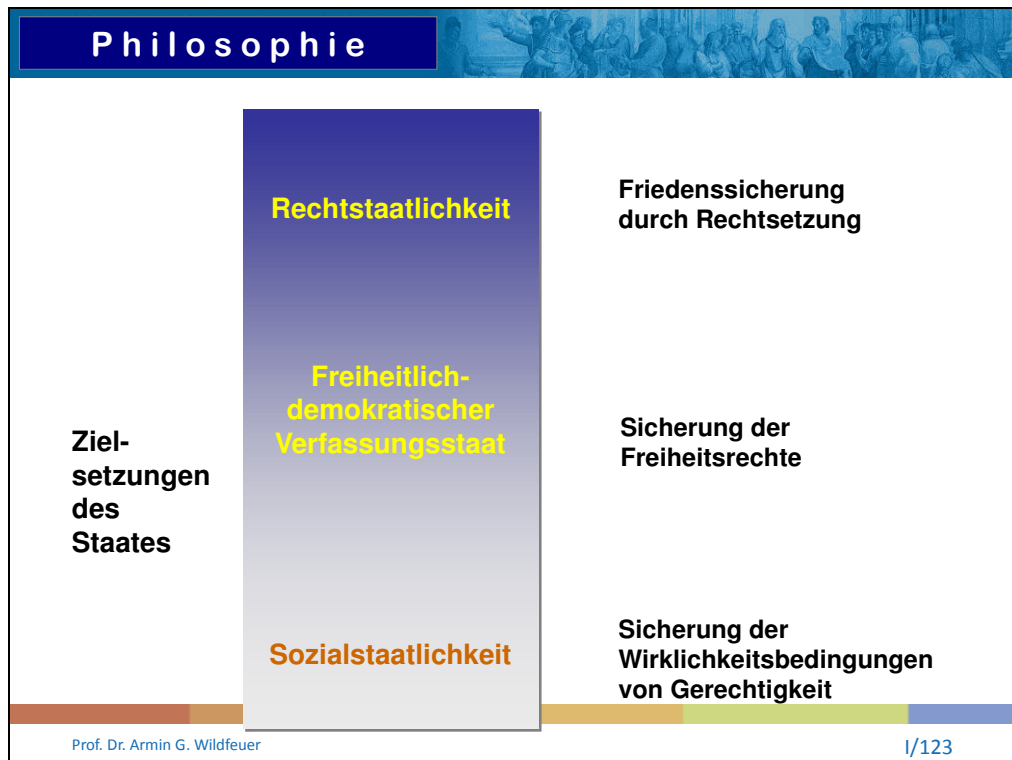 Philosophie
Rechtstaatlichkeit
Friedenssicherung
durch Rechtsetzung
Ziel-
setzungen
des
Staates
Freiheitlich-
demokratischer
Verfassungsstaat
Sicherung der
Freiheitsrechte
Sozialstaatlichkeit
Sicherung der
Wirklichkeitsbedingungen
von Gerechtigkeit
Prof. Dr. Armin G. Wildfeuer
I/123